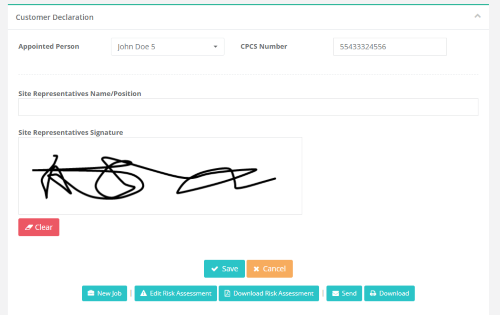 Customer Declaration
Appointed Person John Doe 5 CPCS Number 55433324556
Site Representatives Name/Position
Site Representatives Signature
Clear
Save Cancel
New Job | Edit Risk Assessment Download Risk Assessment | Send Download